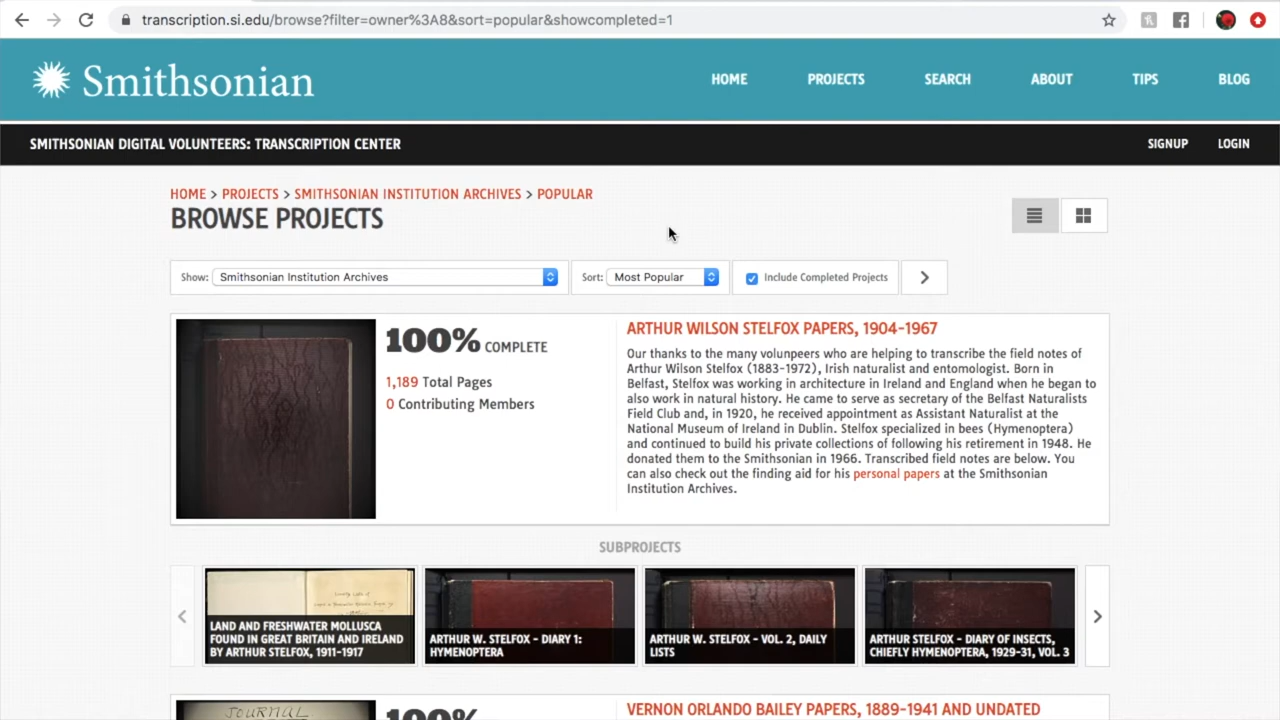 transcription.si.edu/browse?filter=owner%3A8&sort=popular&showcompleted=1
Smithsonian
HOME PROJECTS SEARCH ABOUT TIPS BLOG
SMITHSONIAN DIGITAL VOLUNTEERS: TRANSCRIPTION CENTER
SIGNUP LOGIN
HOME > PROJECTS > SMITHSONIAN INSTITUTION ARCHIVES > POPULAR
BROWSE PROJECTS
Show: Smithsonian Institution Archives
Sort: Most Popular
Include Completed Projects
100% COMPLETE
1,189 Total Pages
0 Contributing Members
ARTHUR WILSON STELFOX PAPERS, 1904-1967
Our thanks to the many volunpeers who are helping to transcribe the field notes of
Arthur Wilson Stelfox (1883-1972), Irish naturalist and entomologist. Born in
Belfast, Stelfox was working in architecture in Ireland and England when he began to
also work in natural history. He came to serve as secretary of the Belfast Naturalists
Field Club and, in 1920, he received appointment as Assistant Naturalist at the
National Museum of Ireland in Dublin. Stelfox specialized in bees (Hymenoptera)
and continued to build his private collections of following his retirement in 1948. He
donated them to the Smithsonian in 1966. Transcribed field notes are below. You
can also check out the finding aid for his personal papers at the Smithsonian
Institution Archives.
SUBPROJECTS
LAND AND FRESHWATER MOLLUSCA
FOUND IN GREAT BRITAIN AND IRELAND
BY ARTHUR STELFOX, 1911-1917
ARTHUR W. STELFOX - DIARY 1:
HYMENOPTERA
ARTHUR W. STELFOX - VOL. 2, DAILY
LISTS
ARTHUR STELFOX - DIARY OF INSECTS,
CHIEFLY HYMENOPTERA, 1929-31, VOL. 3
JOURNAL
100% 
VERNON ORLANDO BAILEY PAPERS, 1889-1941 AND UNDATED